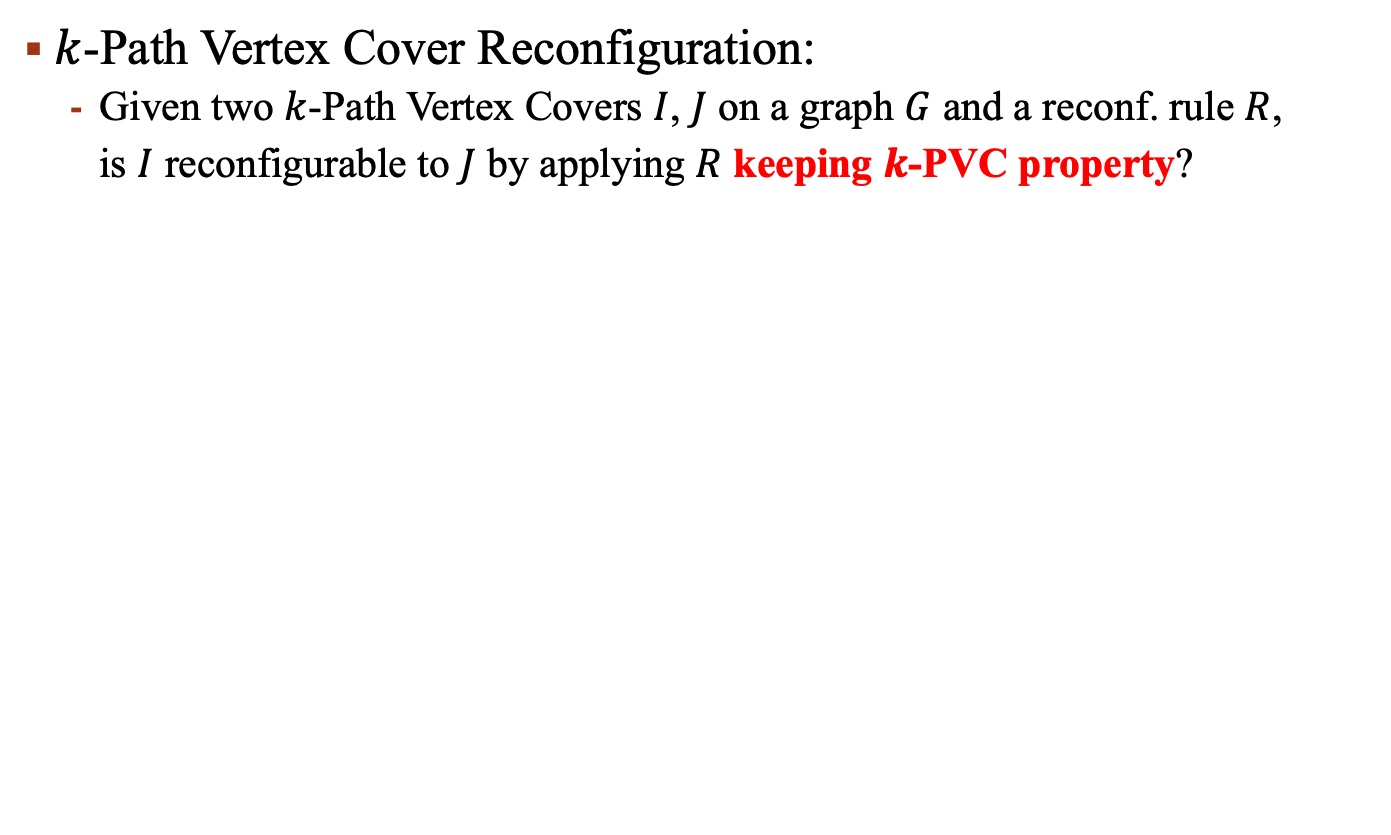 ▪ k-Path Vertex Cover Reconfiguration:
- Given two k-Path Vertex Covers I, J on a graph G and a reconf. rule R,
is I reconfigurable to J by applying R keeping k-PVC property?